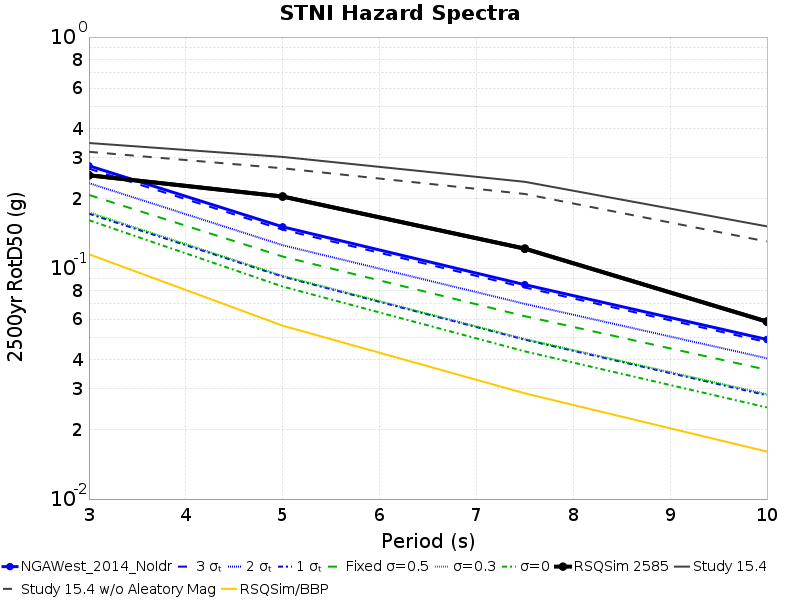 STNI Hazard Spectra
2500yr RotD50 (g)
10⁰
8
6
4
3
2
10⁻¹
8
6
4
3
2
10⁻²
3 4 5 6 7 8 9 10
Period (s)
NGAWest_2014_NoIdr 3 σₜ 2 σₜ 1 σₜ Fixed σ=0.5 σ=0.3 σ=0 RSQSim 2585 Study 15.4
Study 15.4 w/o Aleatory Mag RSQSim/BBP